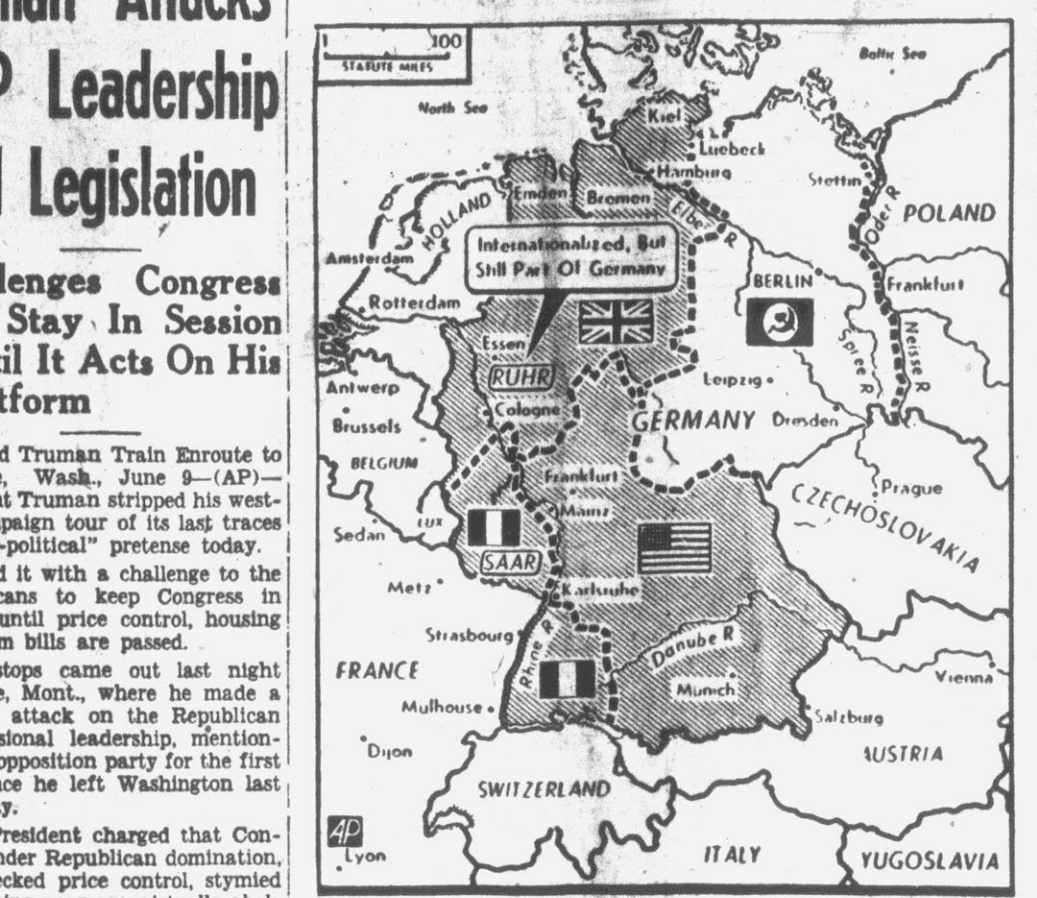 Attacks
Leadership
Legislation
lenges Congress
Stay In Session
til It Acts On His
tform
d Truman Train Enroute to
e, Wash., June 9—(AP)—
nt Truman stripped his west-
paign tour of its last traces
-political" pretense today.
d it with a challenge to the
cans to keep Congress in
until price control, housing
m bills are passed.
stops came out last night
e, Mont., where he made a
attack on the Republican
sional leadership, mention-
opposition party for the first
nce he left Washington last
y.
President charged that Con-
nder Republican domination,
ecked price control, stymied
100
STATUTE MILES
North Sea
Baltic Sea
Kiel
Luebeck
Hamburg
Stettin
Emden
Bremen
Elbe R
Oder R
POLAND
HOLLAND
Internationalized, But
Still Part Of Germany
Amsterdam
BERLIN
Frankfurt
Rotterdam
Essen
RUHR
Spree R
Neisse R
Antwerp
Leipzig
Cologne
GERMANY
Dresden
Brussels
BELGIUM
Frankfurt
Prague
CZECHOSLOVAKIA
Mainz
LUX
Sedan
SAAR
Metz
Karlsruhe
Strasbourg
Rhine R
Danube R
FRANCE
Munich
Vienna
Mulhouse
Salzburg
Dijon
AUSTRIA
SWITZERLAND
AP
Lyon
ITALY
YUGOSLAVIA